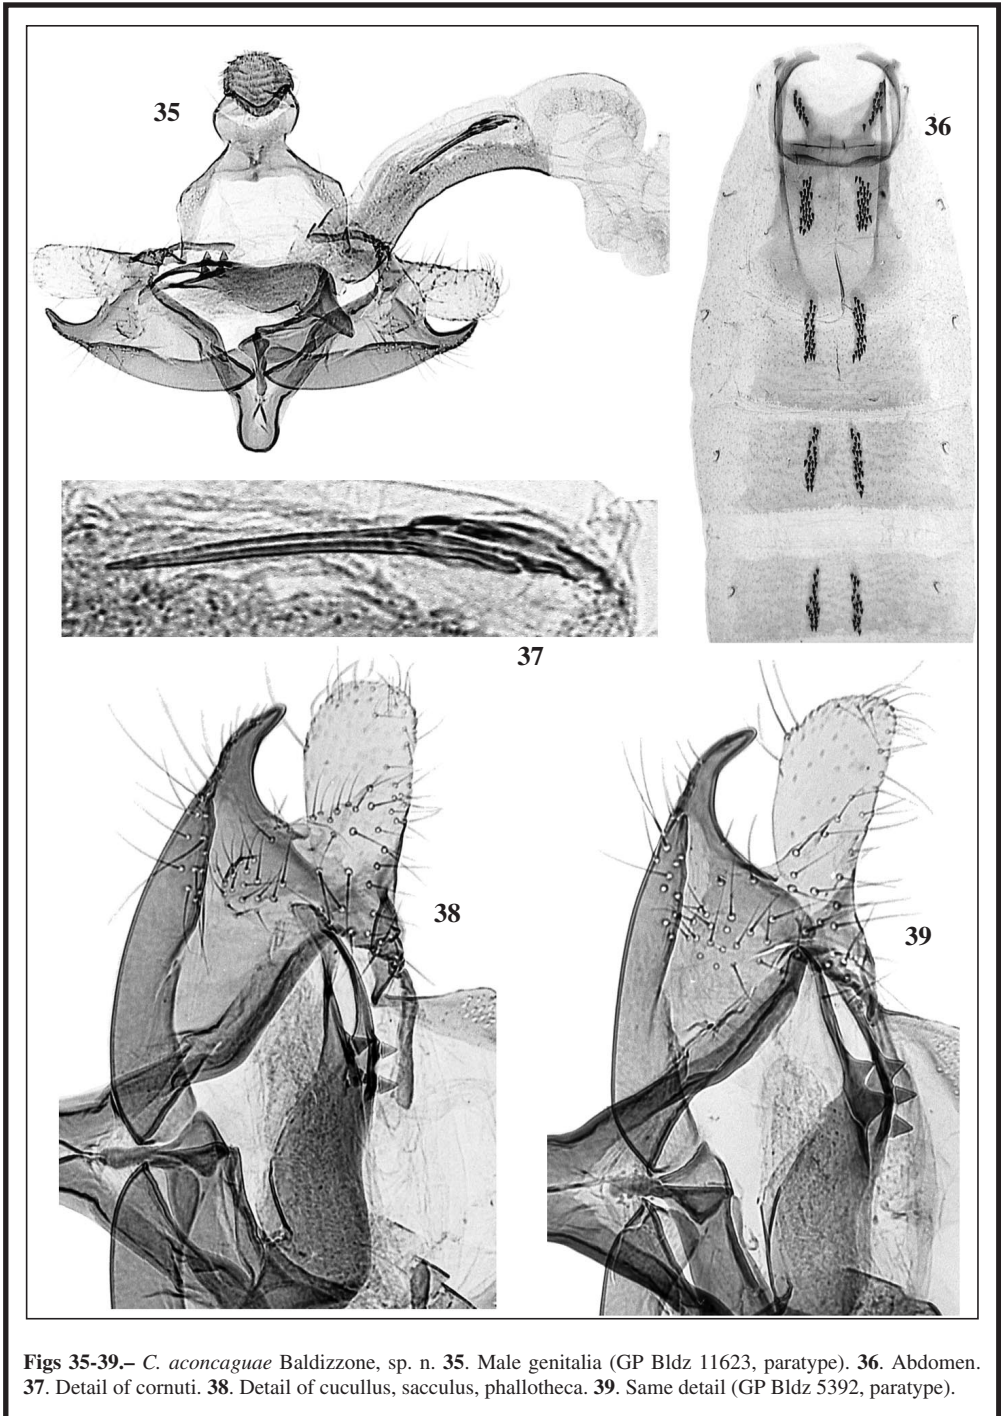 35
36
37
38
39
Figs 35-39.– C. aconcaguae Baldizzone, sp. n. 35. Male genitalia (GP Bldz 11623, paratype). 36. Abdomen.
37. Detail of cornuti. 38. Detail of cucullus, sacculus, phallotheca. 39. Same detail (GP Bldz 5392, paratype).